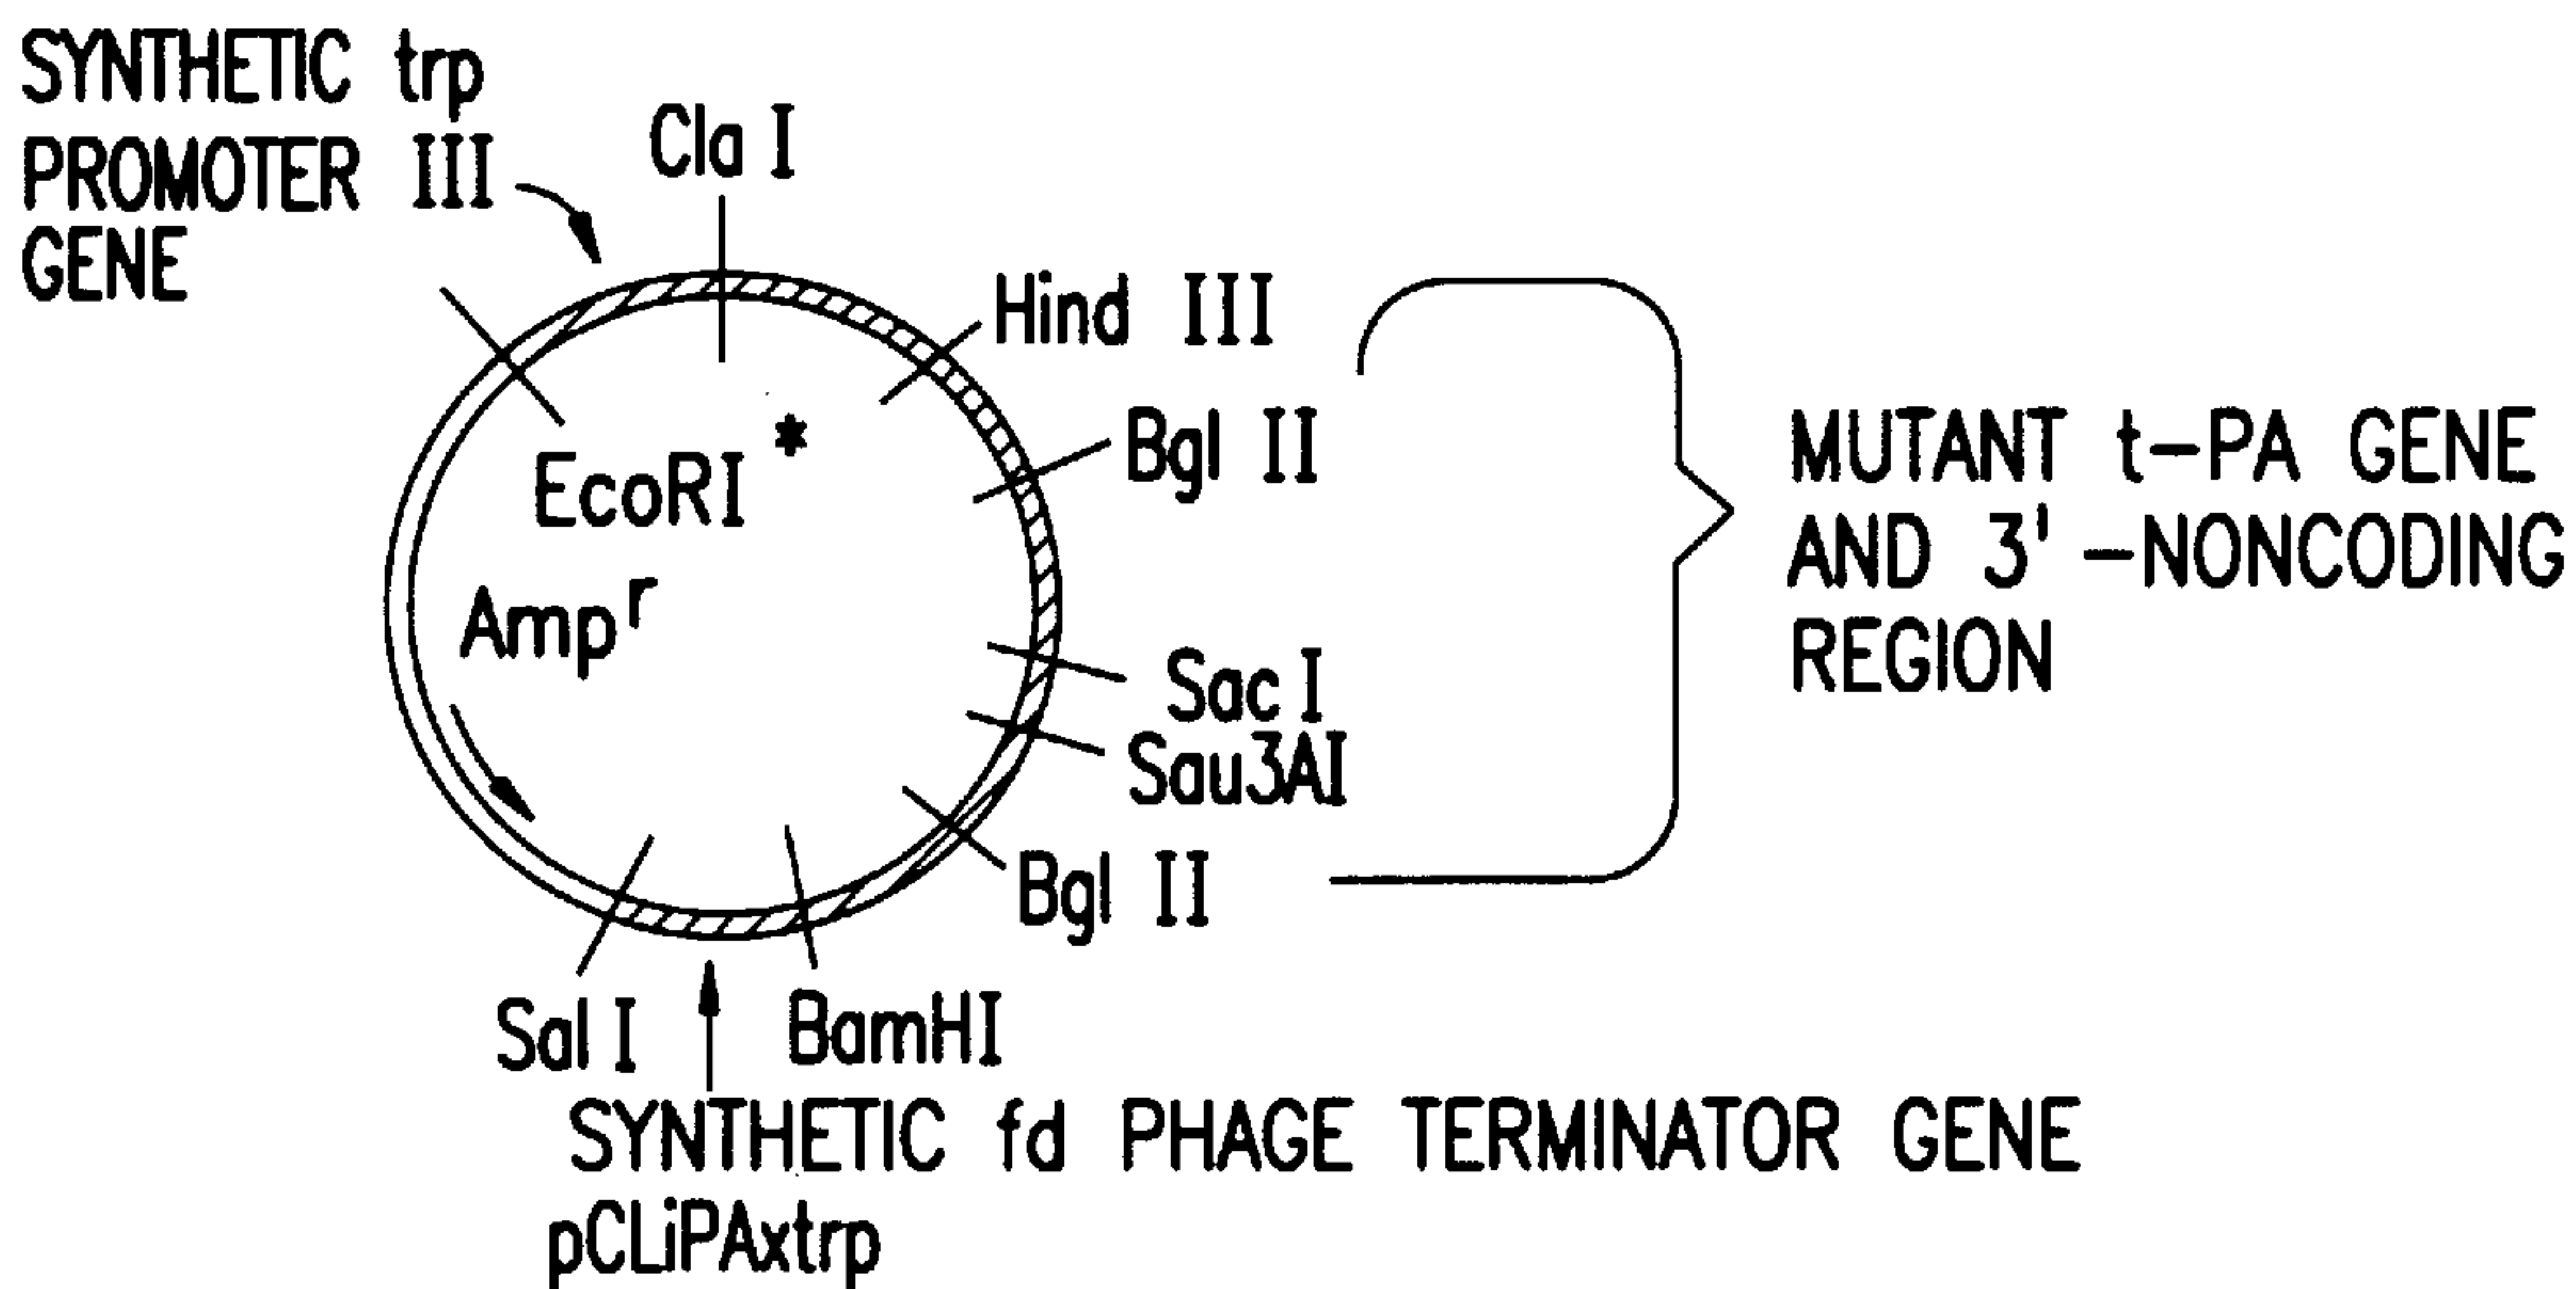 SYNTHETIC trp
PROMOTER III
GENE
Cla I
Hind III
Bgl II
EcoRI *
Amp r
Sac I
Sau3AI
Bgl II
MUTANT t-PA GENE
AND 3'-NONCODING
REGION
Sal I
BamHI
SYNTHETIC fd PHAGE TERMINATOR GENE
pCLiPAxtrp